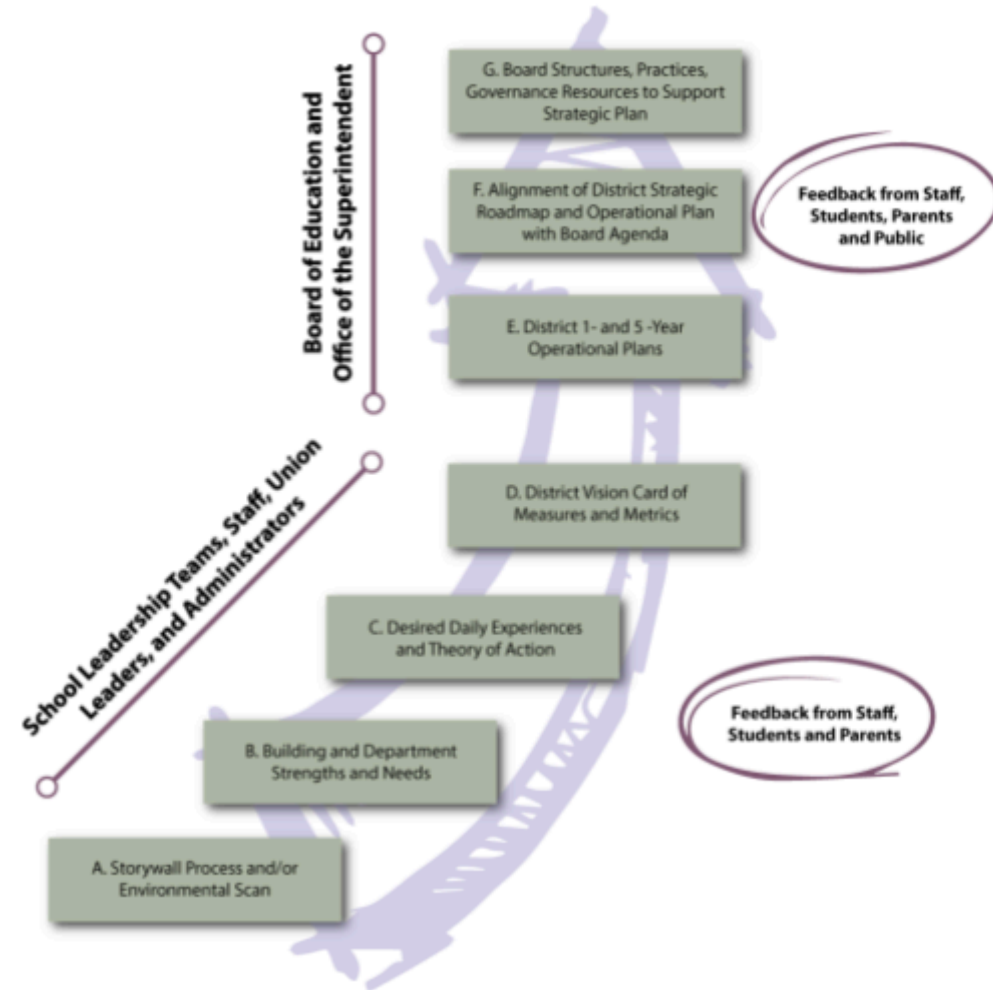 Board of Education and
Office of the Superintendent
G. Board Structures, Practices,
Governance Resources to Support
Strategic Plan
F. Alignment of District Strategic
Roadmap and Operational Plan
with Board Agenda
Feedback from Staff,
Students, Parents
and Public
E. District 1- and 5 -Year
Operational Plans
School Leadership Teams, Staff, Union
Leaders, and Administrators
D. District Vision Card of
Measures and Metrics
C. Desired Daily Experiences
and Theory of Action
Feedback from Staff,
Students and Parents
B. Building and Department
Strengths and Needs
A. Storywall Process and/or
Environmental Scan